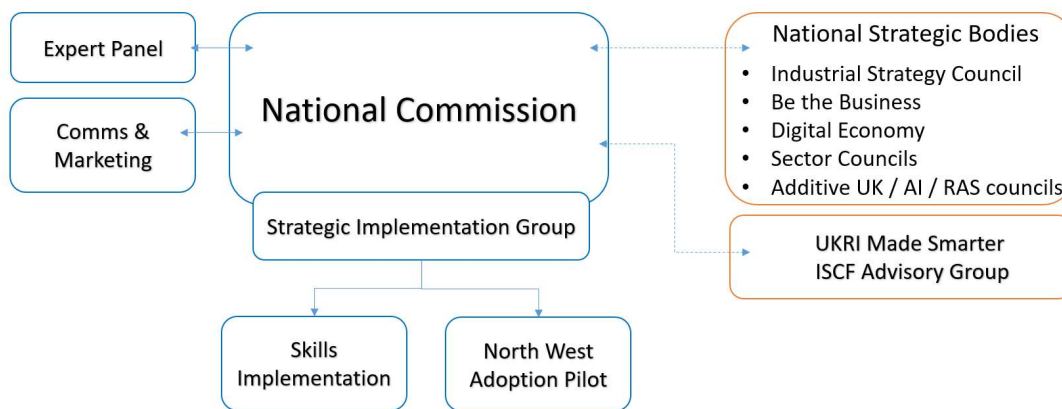 Expert Panel
Comms &
Marketing
National Commission
Strategic Implementation Group
Skills
Implementation
North West
Adoption Pilot
National Strategic Bodies
• Industrial Strategy Council
• Be the Business
• Digital Economy
• Sector Councils
• Additive UK / AI / RAS councils
UKRI Made Smarter
ISCF Advisory Group